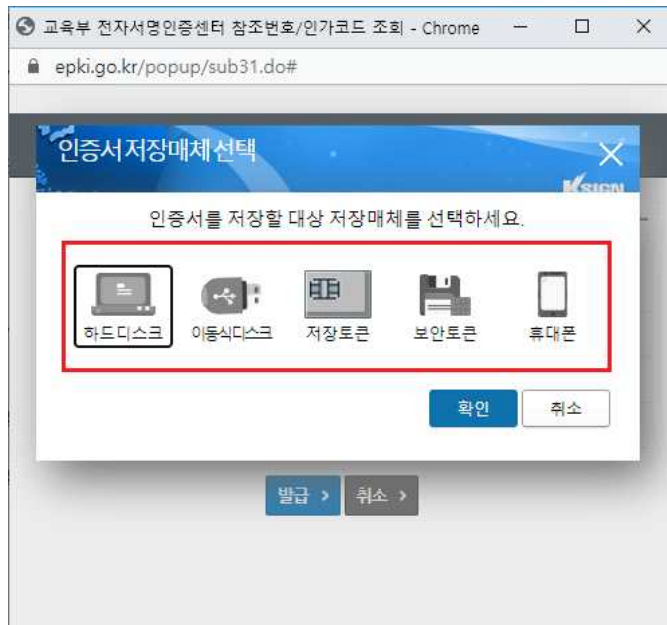 교육부 전자서명인증센터 참조번호/인가코드 조회 - Chrome
epki.go.kr/popup/sub31.do#
인증서 저장매체 선택
KSIGN
인증서를 저장할 대상 저장매체를 선택하세요.
하드디스크 이동식디스크 저장토큰 보안토큰 휴대폰
확인 취소
발급 > 취소 >